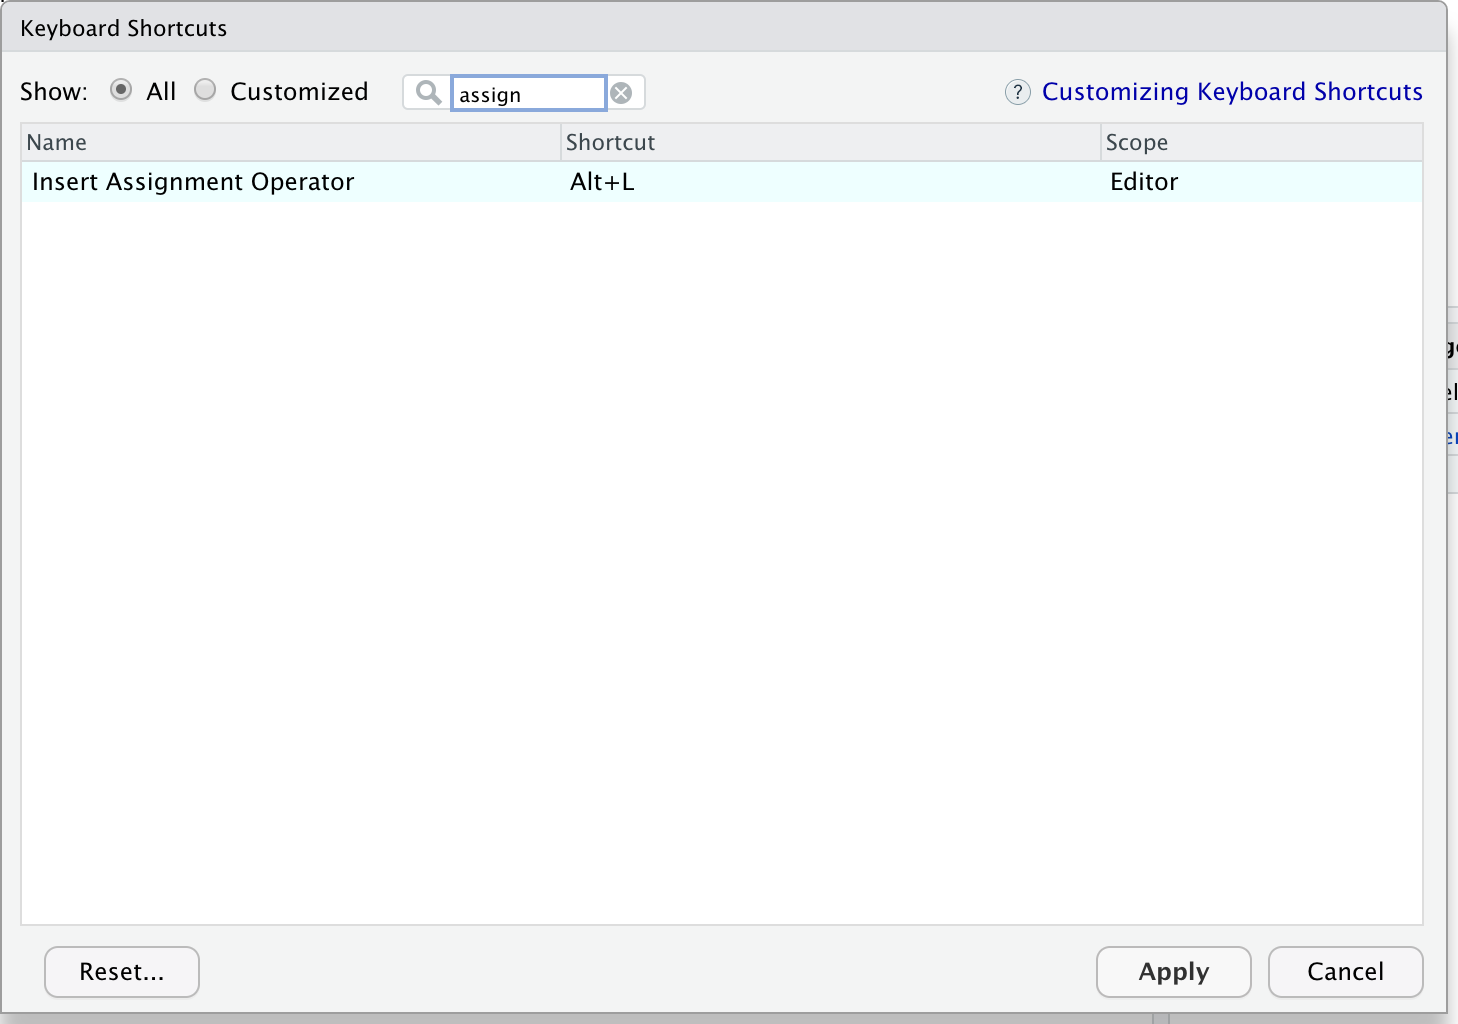 Keyboard Shortcuts
Show: All Customized assign ? Customizing Keyboard Shortcuts
Name Shortcut Scope
Insert Assignment Operator Alt+L Editor
Reset... Apply Cancel